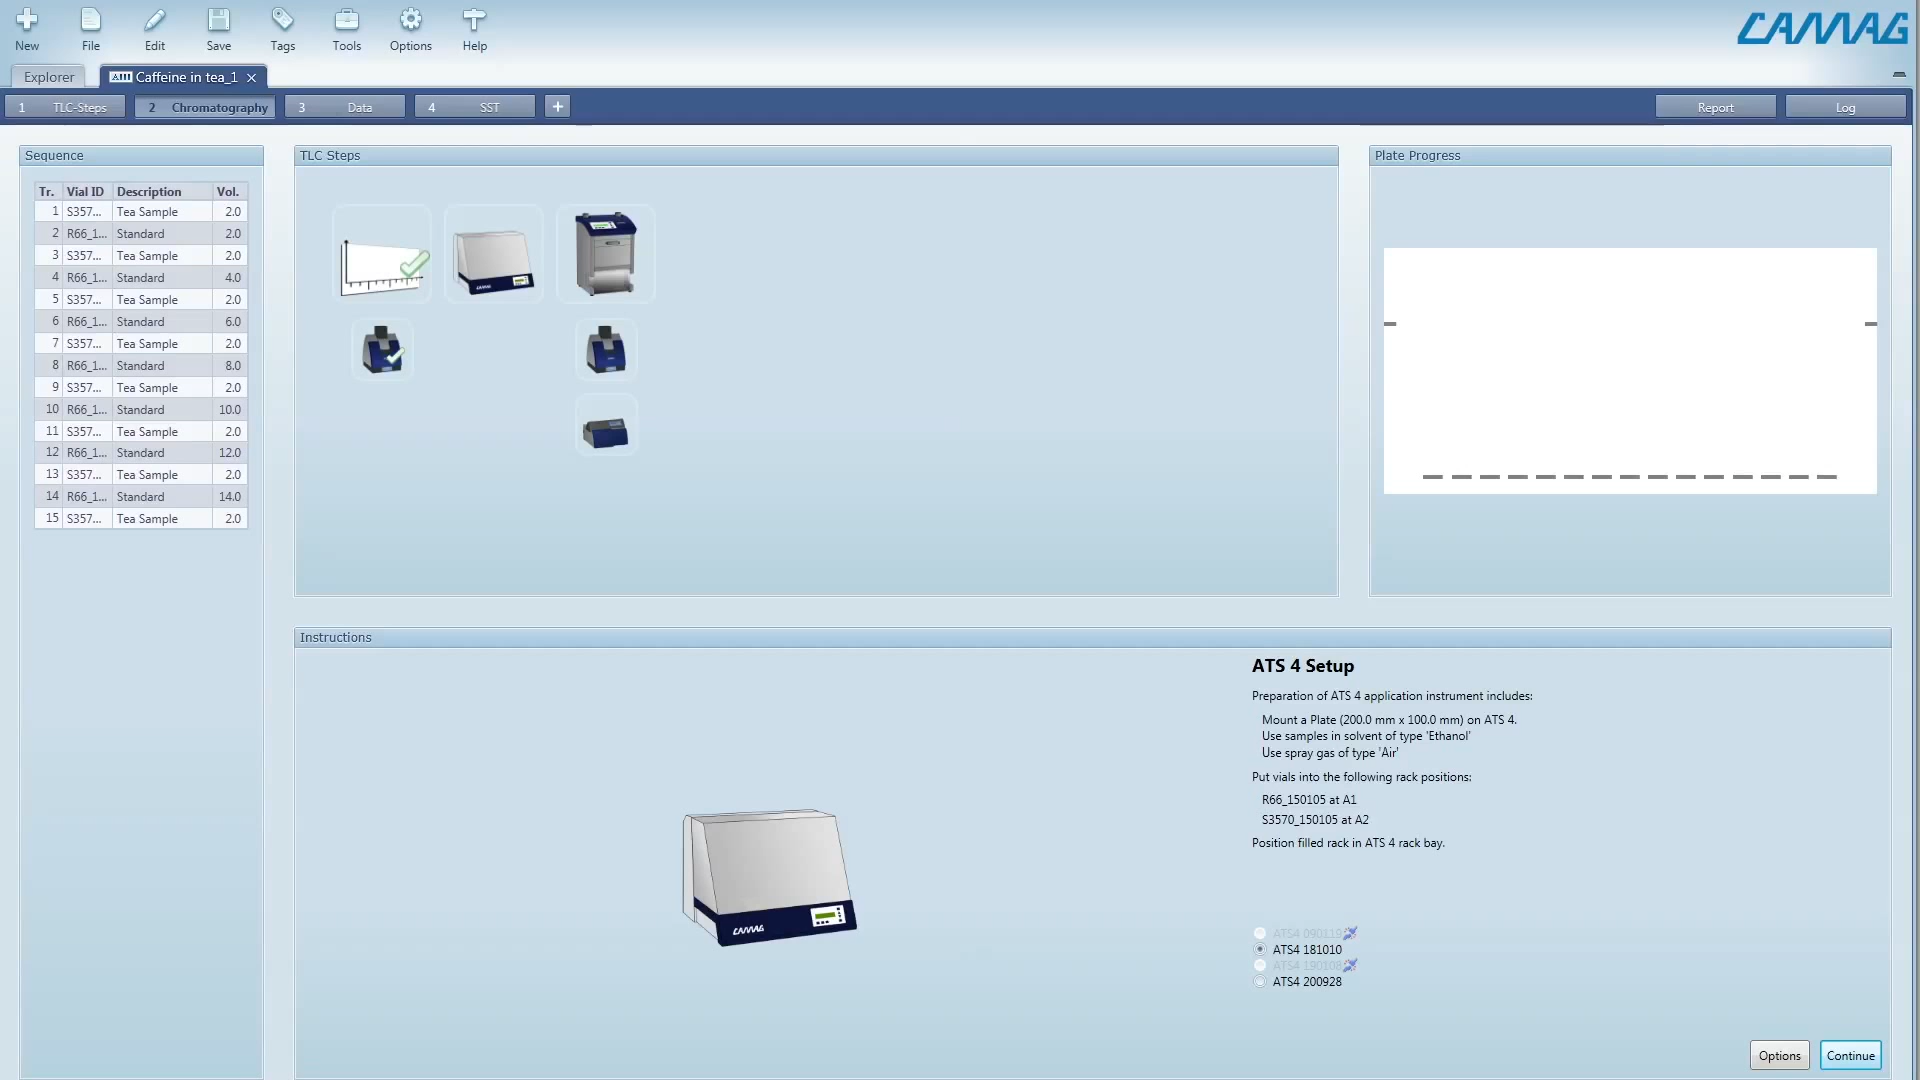 New File Edit Save Tags Tools Options Help
CAMAG
Explorer Caffeine in tea_1
1 TLC-Steps 2 Chromatography 3 Data 4 SST + Report Log
Sequence
Tr. Vial ID Description Vol.
1 S357... Tea Sample 2.0
2 R66_1... Standard 2.0
3 S357... Tea Sample 2.0
4 R66_1... Standard 4.0
5 S357... Tea Sample 2.0
6 R66_1... Standard 6.0
7 S357... Tea Sample 2.0
8 R66_1... Standard 8.0
9 S357... Tea Sample 2.0
10 R66_1... Standard 10.0
11 S357... Tea Sample 2.0
12 R66_1... Standard 12.0
13 S357... Tea Sample 2.0
14 R66_1... Standard 14.0
15 S357... Tea Sample 2.0
TLC Steps
CAMAG
Plate Progress
Instructions
CAMAG
ATS 4 Setup
Preparation of ATS 4 application instrument includes:
Mount a Plate (200.0 mm x 100.0 mm) on ATS 4.
Use samples in solvent of type 'Ethanol'
Use spray gas of type 'Air'
Put vials into the following rack positions:
R66_150105 at A1
S3570_150105 at A2
Position filled rack in ATS 4 rack bay.
ATS4 090119
ATS4 181010
ATS4 190108
ATS4 200928
Options Continue